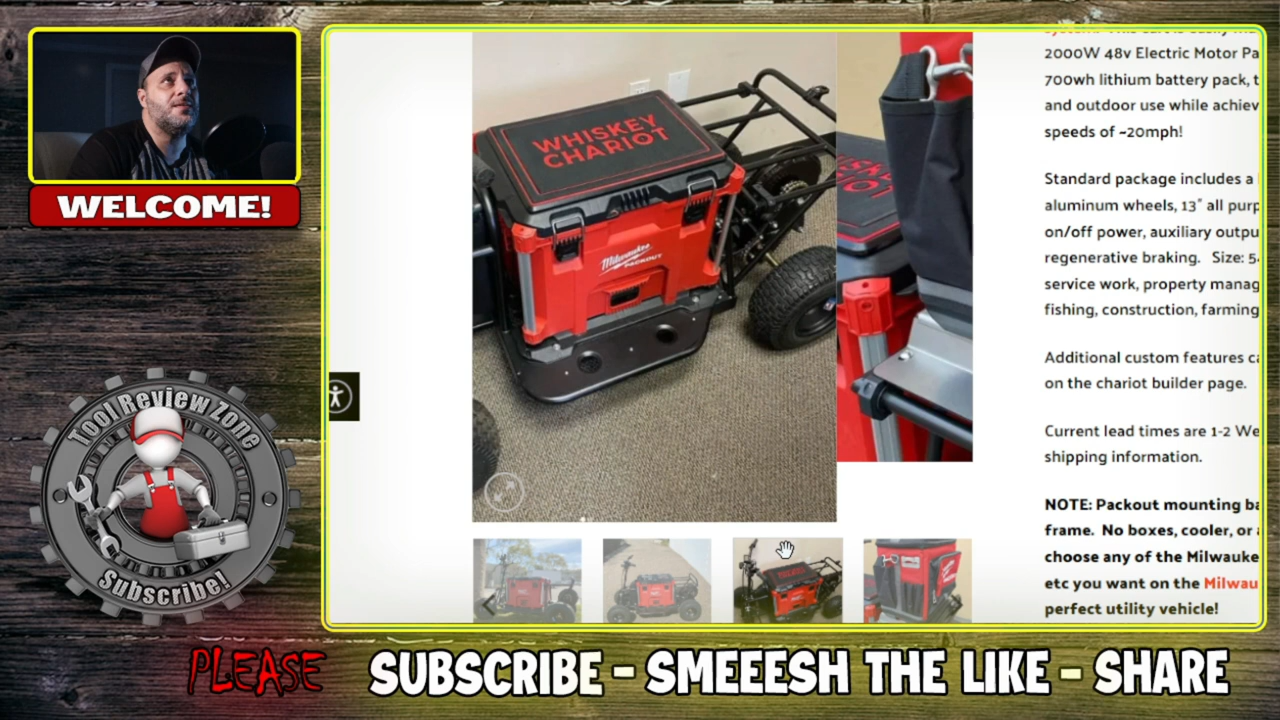 WELCOME!
Tool Review Zone
Subscribe!
WHISKEY
CHARIOT
Milwaukee
PACKOUT
2000W 48v Electric Motor Pa
700wh lithium battery pack, t
and outdoor use while achiev
speeds of ~20mph!
Standard package includes a
aluminum wheels, 13" all purp
on/off power, auxiliary outpu
regenerative braking. Size: 5
service work, property manag
fishing, construction, farming
Additional custom features ca
on the chariot builder page.
Current lead times are 1-2 We
shipping information.
NOTE: Packout mounting ba
frame. No boxes, cooler, or
choose any of the Milwauke
etc you want on the Milwau
perfect utility vehicle!
PLEASE SUBSCRIBE - SMEEESH THE LIKE - SHARE